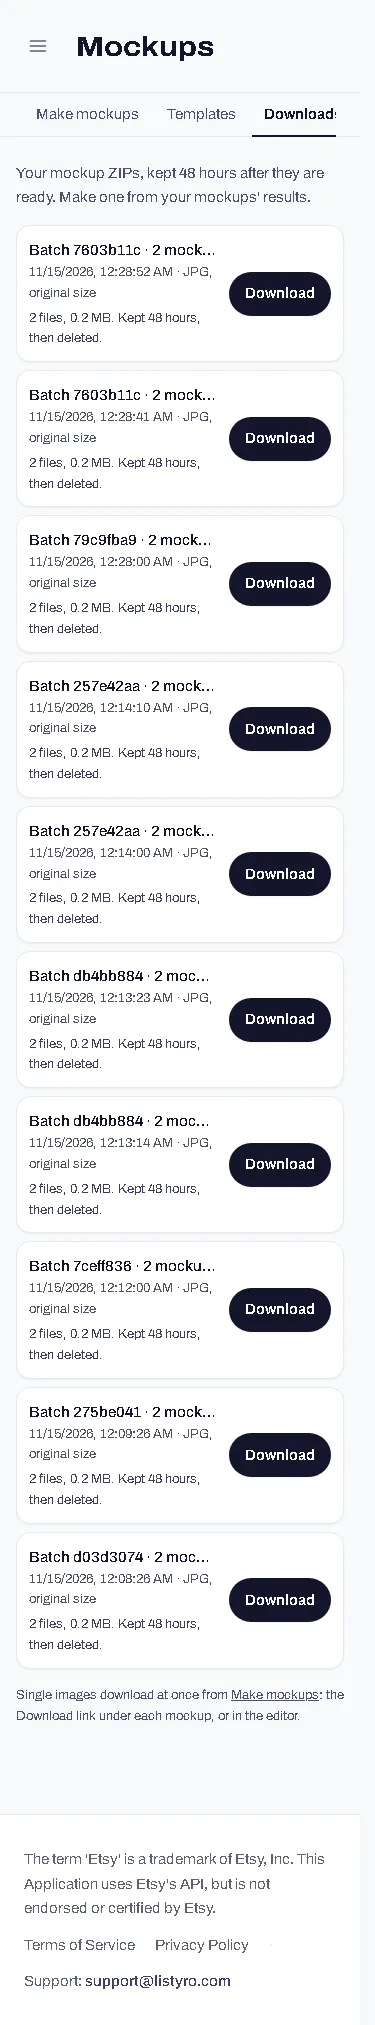 Mockups
Make mockups Templates Downloads
Your mockup ZIPs, kept 48 hours after they are
ready. Make one from your mockups' results.
Batch 7603b11c · 2 mock...
11/15/2026, 12:28:52 AM · JPG,
original size
2 files, 0.2 MB. Kept 48 hours,
then deleted.
Download
Batch 7603b11c · 2 mock...
11/15/2026, 12:28:41 AM · JPG,
original size
2 files, 0.2 MB. Kept 48 hours,
then deleted.
Download
Batch 79c9fba9 · 2 mock...
11/15/2026, 12:28:00 AM · JPG,
original size
2 files, 0.2 MB. Kept 48 hours,
then deleted.
Download
Batch 257e42aa · 2 mock...
11/15/2026, 12:14:10 AM · JPG,
original size
2 files, 0.2 MB. Kept 48 hours,
then deleted.
Download
Batch 257e42aa · 2 mock...
11/15/2026, 12:14:00 AM · JPG,
original size
2 files, 0.2 MB. Kept 48 hours,
then deleted.
Download
Batch db4bb884 · 2 moc...
11/15/2026, 12:13:23 AM · JPG,
original size
2 files, 0.2 MB. Kept 48 hours,
then deleted.
Download
Batch db4bb884 · 2 moc...
11/15/2026, 12:13:14 AM · JPG,
original size
2 files, 0.2 MB. Kept 48 hours,
then deleted.
Download
Batch 7ceff836 · 2 mocku...
11/15/2026, 12:12:00 AM · JPG,
original size
2 files, 0.2 MB. Kept 48 hours,
then deleted.
Download
Batch 275be041 · 2 mock...
11/15/2026, 12:09:26 AM · JPG,
original size
2 files, 0.2 MB. Kept 48 hours,
then deleted.
Download
Batch d03d3074 · 2 moc...
11/15/2026, 12:08:26 AM · JPG,
original size
2 files, 0.2 MB. Kept 48 hours,
then deleted.
Download
Single images download at once from Make mockups: the
Download link under each mockup, or in the editor.
The term 'Etsy' is a trademark of Etsy, Inc. This
Application uses Etsy's API, but is not
endorsed or certified by Etsy.
Terms of Service Privacy Policy
Support: support@listyro.com